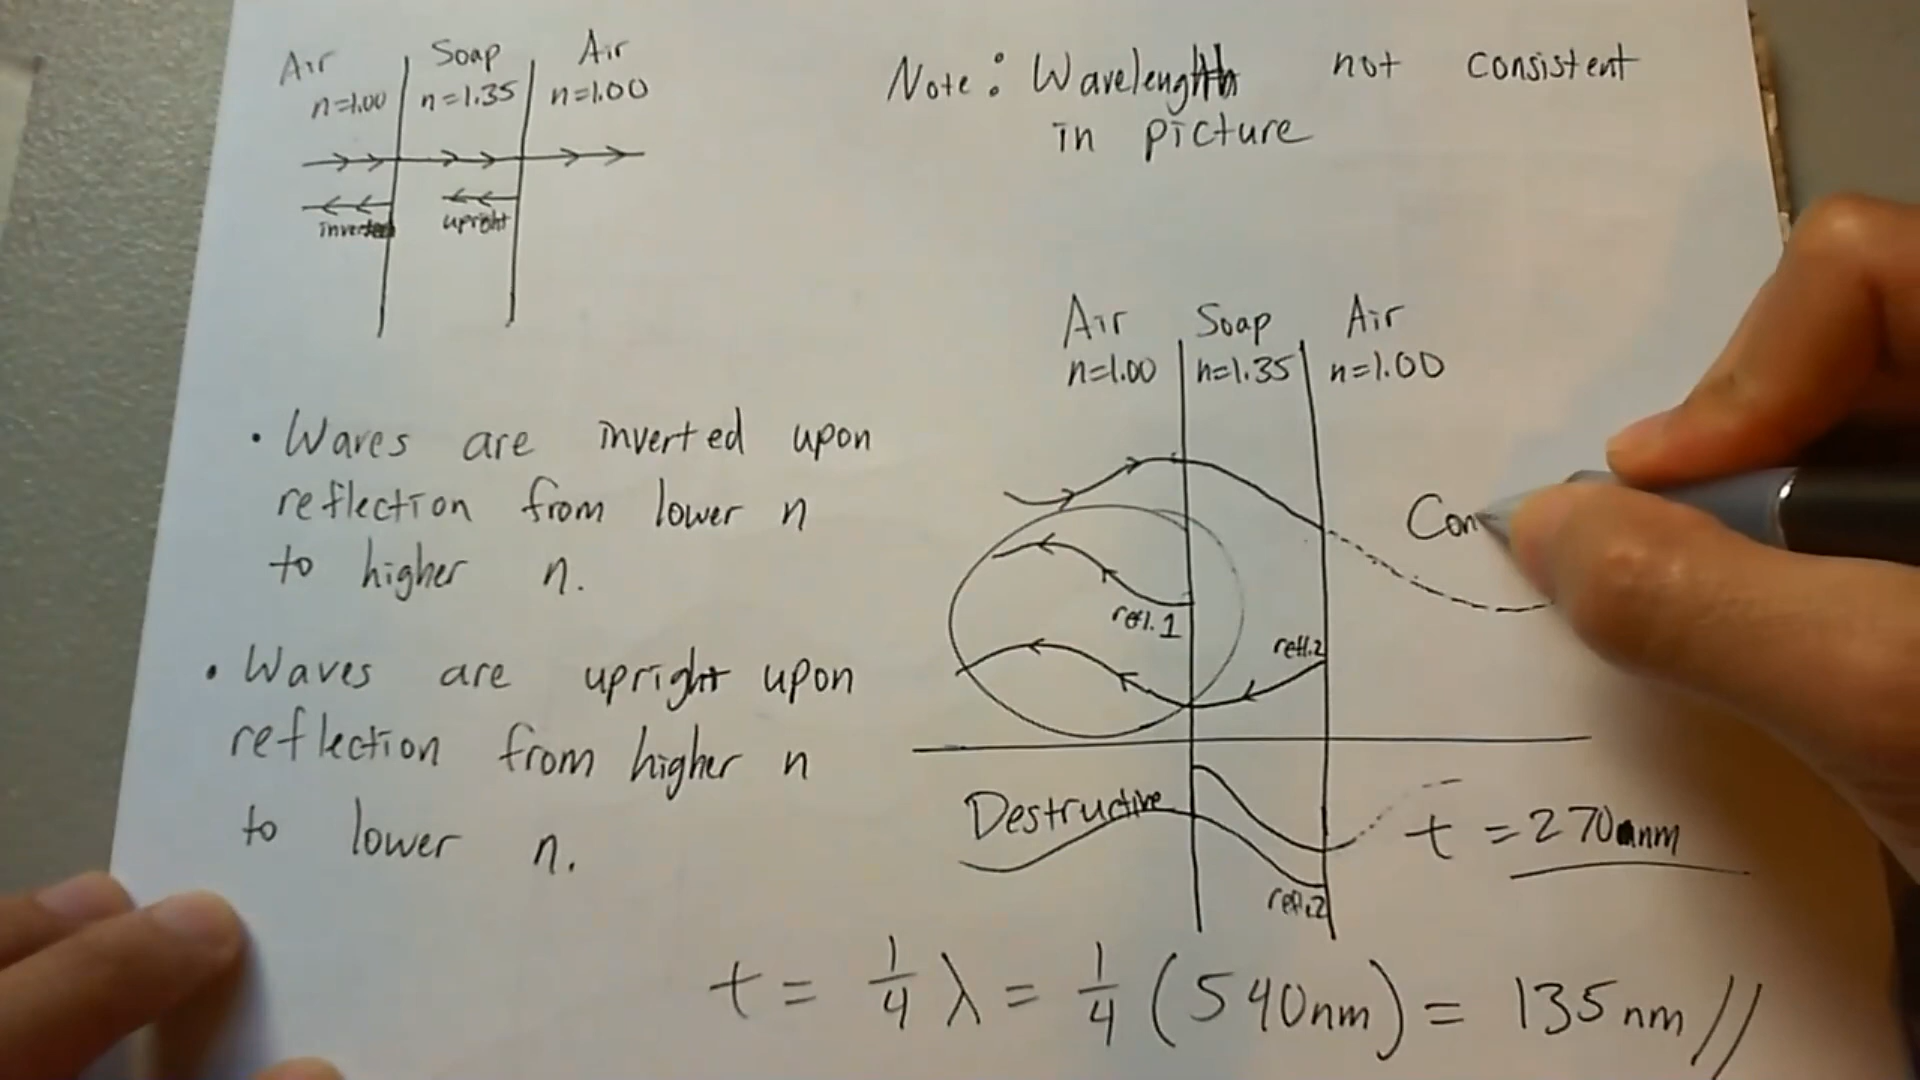 Air Soap Air
n=1.00 n=1.35 n=1.00
inverted upright
Note: Wavelength not consistent
in picture
• Waves are inverted upon
reflection from lower n
to higher n.
• Waves are upright upon
reflection from higher n
to lower n.
Air Soap Air
n=1.00 n=1.35 n=1.00
Con
refl.1
refl.2
Destructive
t = 270nm
refl.2
t = 1/4 λ = 1/4 (540nm) = 135nm //